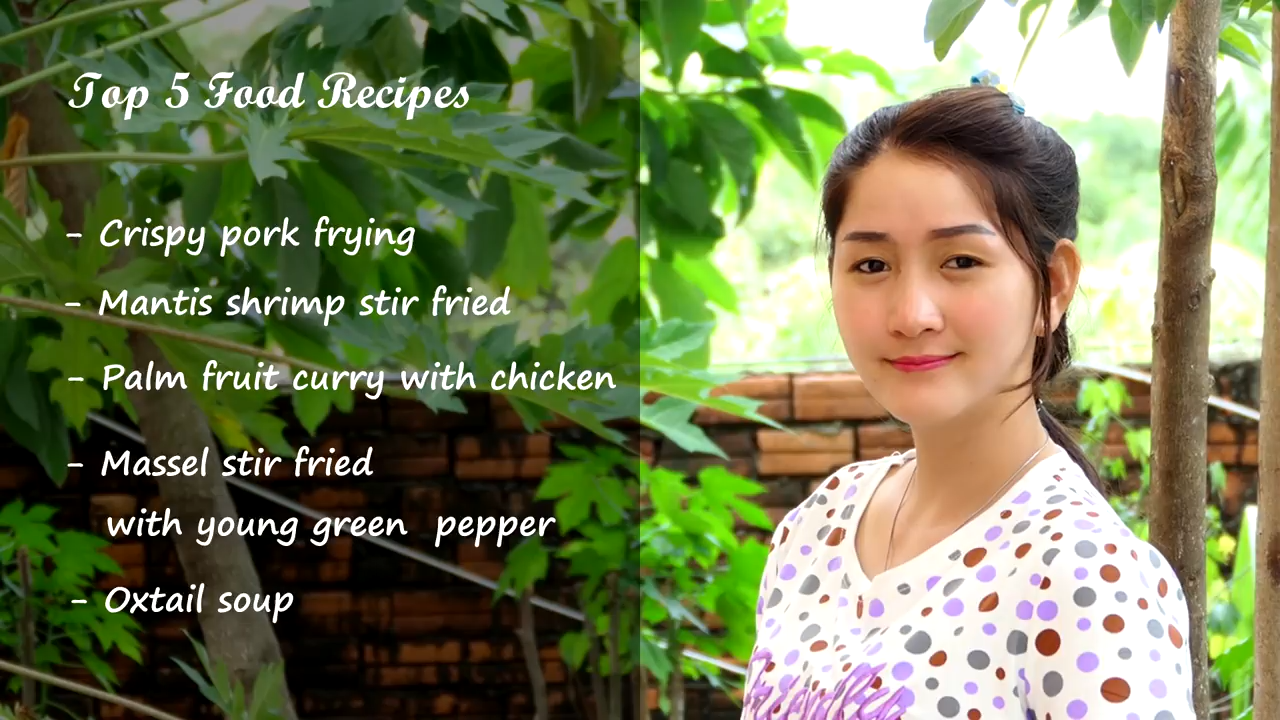 Top 5 Food Recipes
- Crispy pork frying
- Mantis shrimp stir fried
- Palm fruit curry with chicken
- Massel stir fried
with young green pepper
- Oxtail soup